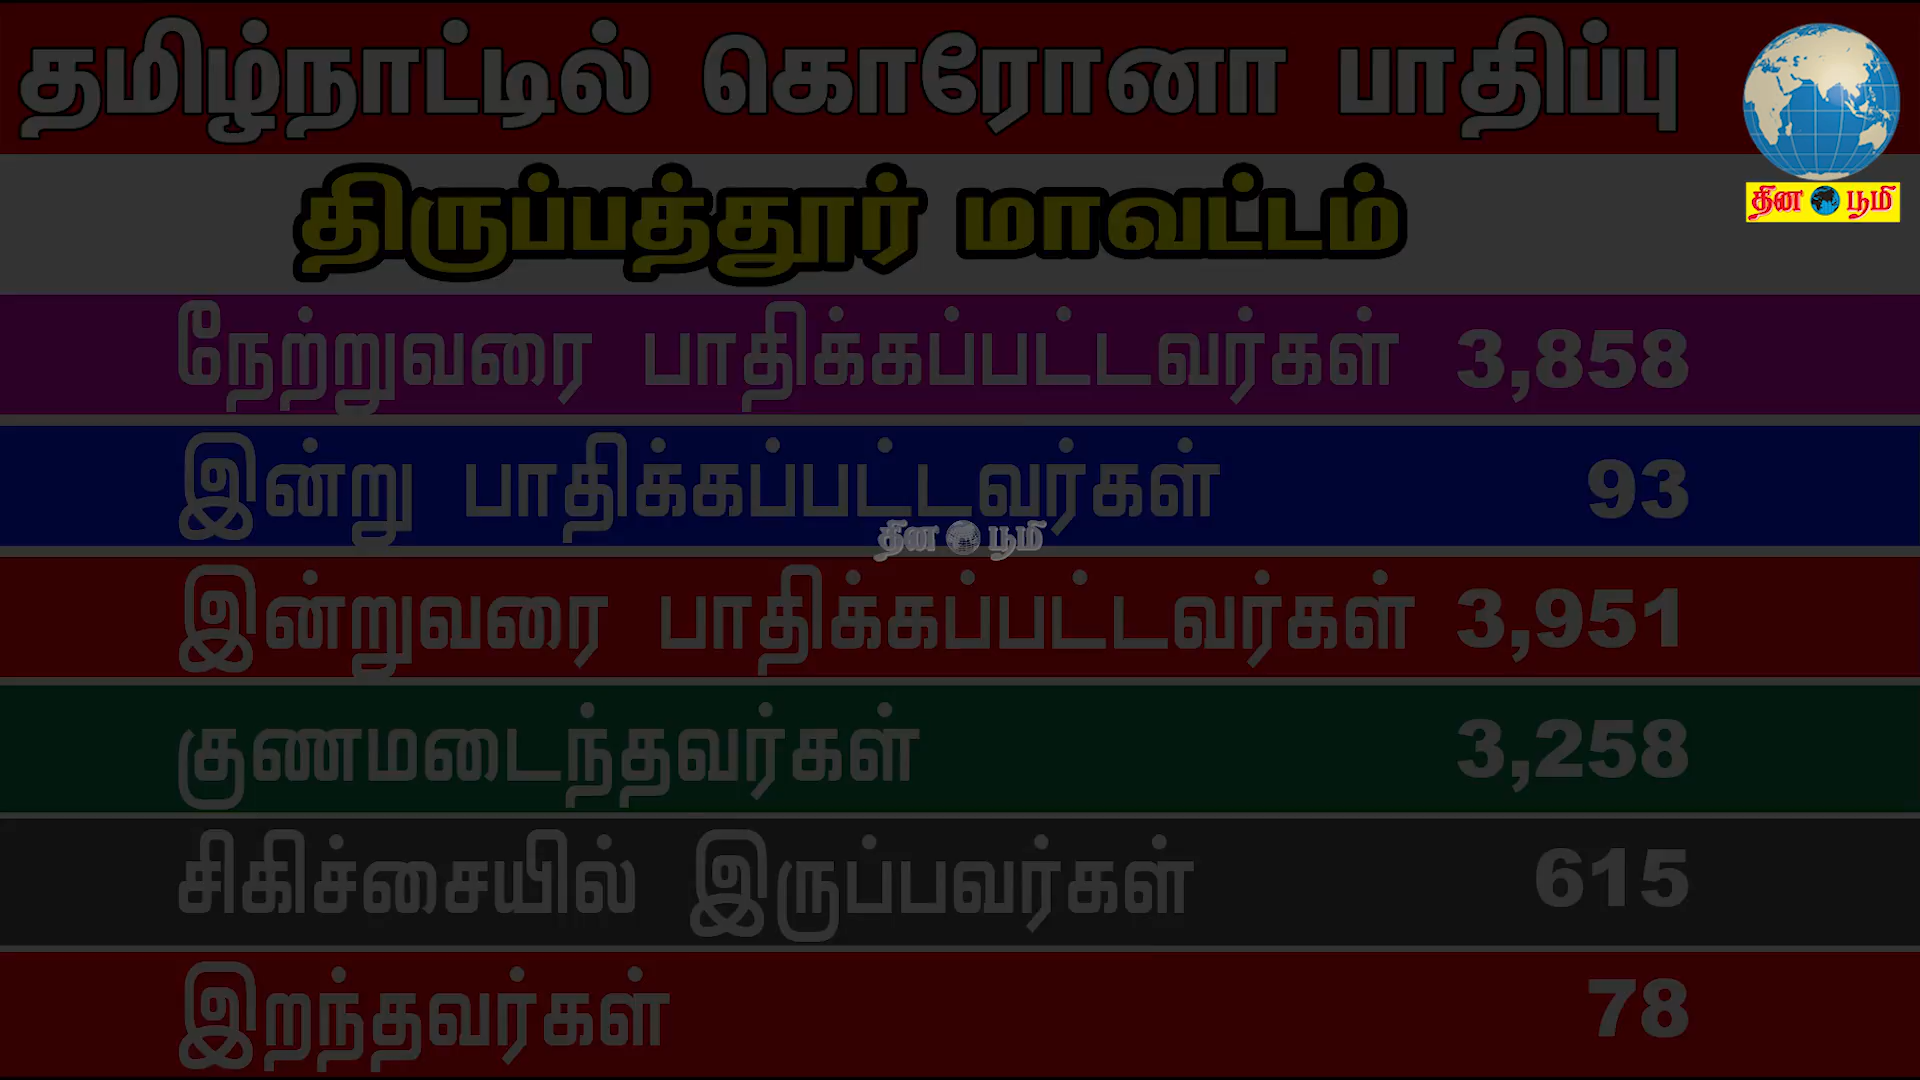 தமிழ்நாட்டில் கொரோனா பாதிப்பு
தின பூமி
திருப்பத்தூர் மாவட்டம்
நேற்றுவரை பாதிக்கப்பட்டவர்கள் 3,858
இன்று பாதிக்கப்பட்டவர்கள் 93
தின பூமி
இன்றுவரை பாதிக்கப்பட்டவர்கள் 3,951
குணமடைந்தவர்கள் 3,258
சிகிச்சையில் இருப்பவர்கள் 615
இறந்தவர்கள் 78